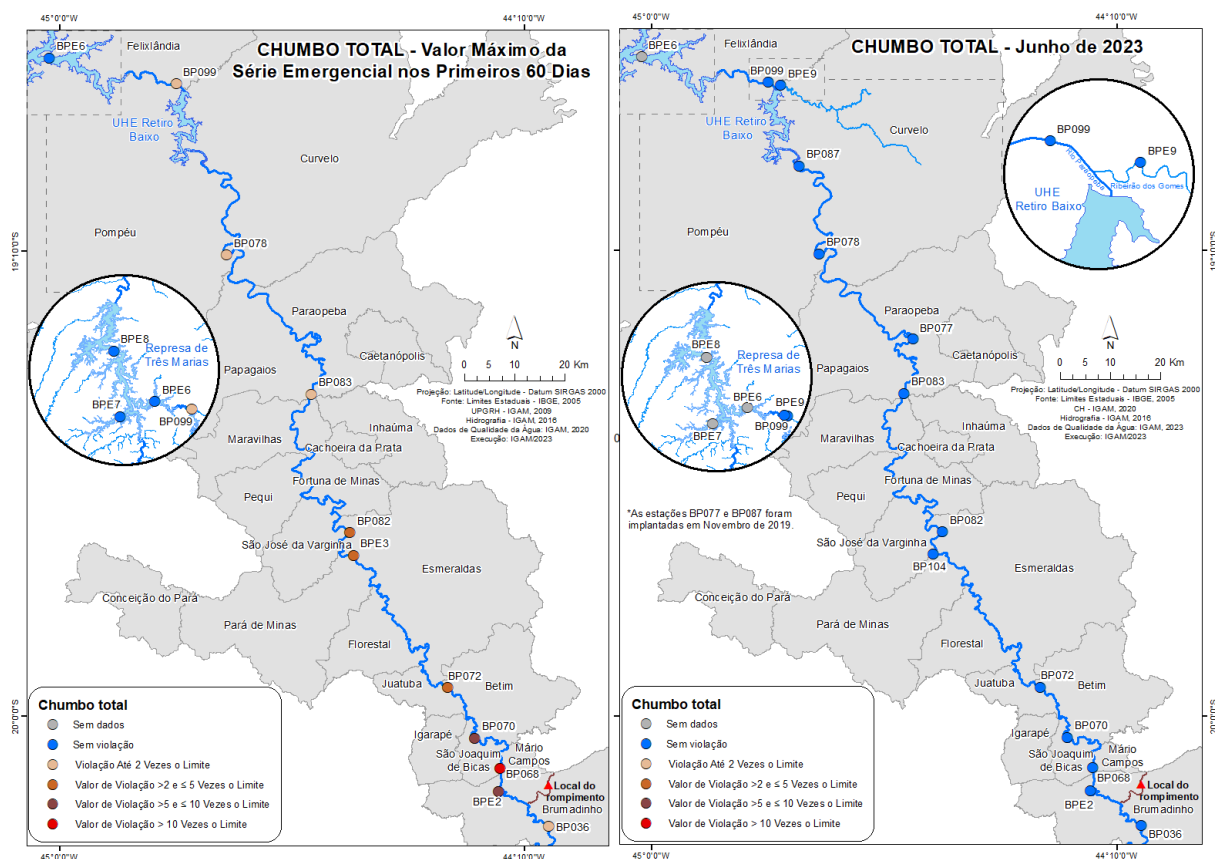 45°0'0"W
44°10'0"W
CHUMBO TOTAL - Valor Máximo da
Série Emergencial nos Primeiros 60 Dias
BPE6
Felixlândia
BP099
UHE Retiro
Baixo
Curvelo
Pompéu
BP078
19°10'0"S
Paraopeba
Caetanópolis
Papagaios
BPE8
Represa de
Três Marias
BPE6
BPE7
BP099
N
0 5 10 20 Km
Projeção: Latitude/Longitude - Datum SIRGAS 2000
Fonte: Limites Estaduais - IBGE, 2005
UPGRH - IGAM, 2009
Hidrografia - IGAM, 2016
Dados de Qualidade da Água: IGAM, 2020
Execução: IGAM/2023
BP083
Inhaúma
Maravilhas
Cachoeira da Prata
Fortuna de Minas
Pequi
BP082
São José da Varginha
BPE3
Esmeraldas
Conceição do Pará
Pará de Minas
Florestal
BP072
Juatuba
Betim
20°0'0"S
BP070
Igarapé
Mário
Campos
São Joaquim
de Bicas
BP068
Local do
rompimento
BPE2
Brumadinho
BP036
Chumbo total
Sem dados
Sem violação
Violação Até 2 Vezes o Limite
Valor de Violação >2 e ≤ 5 Vezes o Limite
Valor de Violação >5 e ≤ 10 Vezes o Limite
Valor de Violação > 10 Vezes o Limite
45°0'0"W
44°10'0"W
45°0'0"W
44°10'0"W
CHUMBO TOTAL - Junho de 2023
BPE6
Felixlândia
BP099
BPE9
UHE Retiro
Baixo
Curvelo
BP087
BP099
BPE9
Rio Paraopeba
Ribeirão dos Gomes
UHE
Retiro Baixo
Pompéu
BP078
19°10'0"S
Paraopeba
BP077
Caetanópolis
Papagaios
BPE8
Represa de
Três Marias
BPE6
BPE9
BPE7
BP099
N
0 5 10 20 Km
Projeção: Latitude/Longitude - Datum SIRGAS 2000
Fonte: Limites Estaduais - IBGE, 2005
CH - IGAM, 2020
Hidrografia - IGAM, 2016
Dados de Qualidade da Água: IGAM, 2023
Execução: IGAM/2023
BP083
Inhaúma
Maravilhas
Cachoeira da Prata
Fortuna de Minas
Pequi
*As estações BP077 e BP087 foram
implantadas em Novembro de 2019.
BP082
São José da Varginha
BP104
Esmeraldas
Conceição do Pará
Pará de Minas
Florestal
BP072
Juatuba
Betim
20°0'0"S
BP070
Igarapé
Mário
Campos
São Joaquim
de Bicas
BP068
Local do
rompimento
BPE2
Brumadinho
BP036
Chumbo total
Sem dados
Sem violação
Violação Até 2 Vezes o Limite
Valor de Violação >2 e ≤ 5 Vezes o Limite
Valor de Violação >5 e ≤ 10 Vezes o Limite
Valor de Violação > 10 Vezes o Limite
45°0'0"W
44°10'0"W